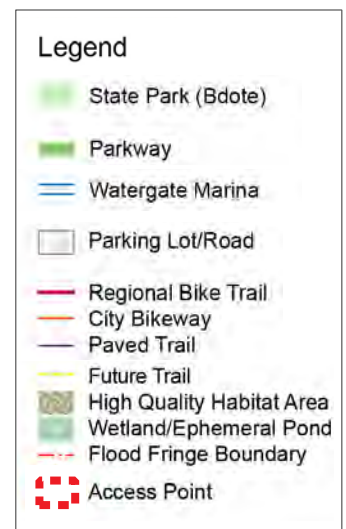 Legend
State Park (Bdote)
Parkway
Watergate Marina
Parking Lot/Road
Regional Bike Trail
City Bikeway
Paved Trail
Future Trail
High Quality Habitat Area
Wetland/Ephemeral Pond
Flood Fringe Boundary
Access Point